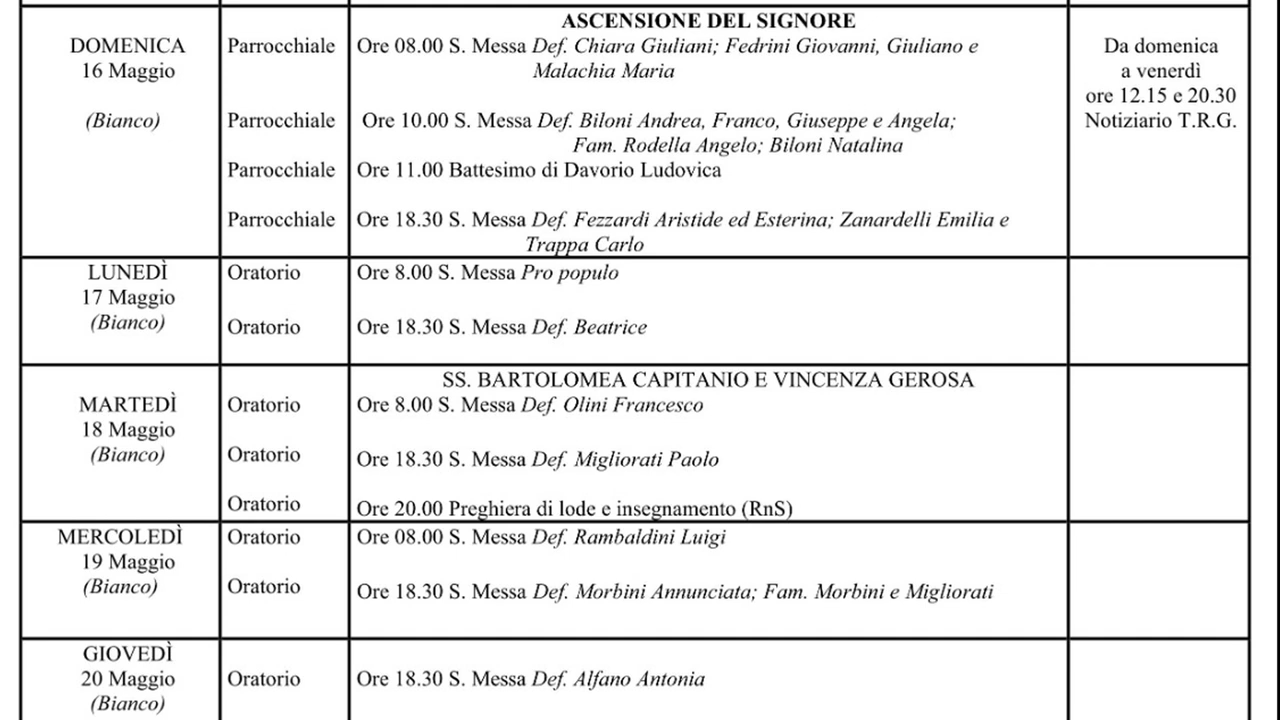 ASCENSIONE DEL SIGNORE
DOMENICA Parrocchiale Ore 08.00 S. Messa Def. Chiara Giuliani; Fedrini Giovanni, Giuliano e Da domenica
16 Maggio Malachia Maria a venerdì
ore 12.15 e 20.30
(Bianco) Parrocchiale Ore 10.00 S. Messa Def. Biloni Andrea, Franco, Giuseppe e Angela; Notiziario T.R.G.
Fam. Rodella Angelo; Biloni Natalina
Parrocchiale Ore 11.00 Battesimo di Davorio Ludovica
Parrocchiale Ore 18.30 S. Messa Def. Fezzardi Aristide ed Esterina; Zanardelli Emilia e
Trappa Carlo
LUNEDÌ Oratorio Ore 8.00 S. Messa Pro populo
17 Maggio
(Bianco) Oratorio Ore 18.30 S. Messa Def. Beatrice
SS. BARTOLOMEA CAPITANIO E VINCENZA GEROSA
MARTEDÌ Oratorio Ore 8.00 S. Messa Def. Olini Francesco
18 Maggio
(Bianco) Oratorio Ore 18.30 S. Messa Def. Migliorati Paolo
Oratorio Ore 20.00 Preghiera di lode e insegnamento (RnS)
MERCOLEDÌ Oratorio Ore 08.00 S. Messa Def. Rambaldini Luigi
19 Maggio
(Bianco) Oratorio Ore 18.30 S. Messa Def. Morbini Annunciata; Fam. Morbini e Migliorati
GIOVEDÌ
20 Maggio Oratorio Ore 18.30 S. Messa Def. Alfano Antonia
(Bianco)